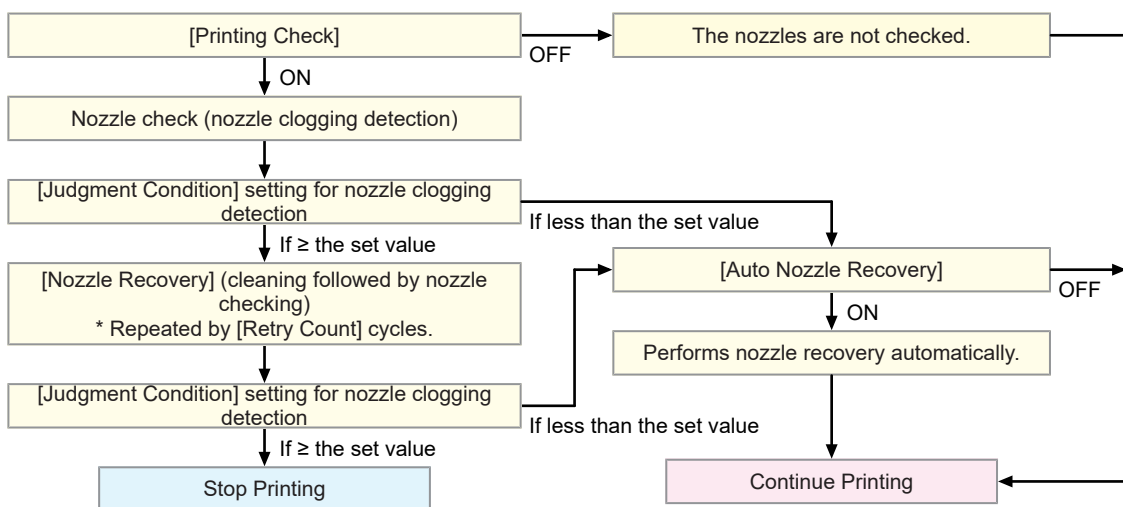 [Printing Check]
OFF
The nozzles are not checked.
ON
Nozzle check (nozzle clogging detection)
[Judgment Condition] setting for nozzle clogging
detection
If less than the set value
If ≥ the set value
[Nozzle Recovery] (cleaning followed by nozzle
checking)
* Repeated by [Retry Count] cycles.
[Auto Nozzle Recovery]
OFF
ON
Performs nozzle recovery automatically.
[Judgment Condition] setting for nozzle clogging
detection
If less than the set value
If ≥ the set value
Stop Printing
Continue Printing